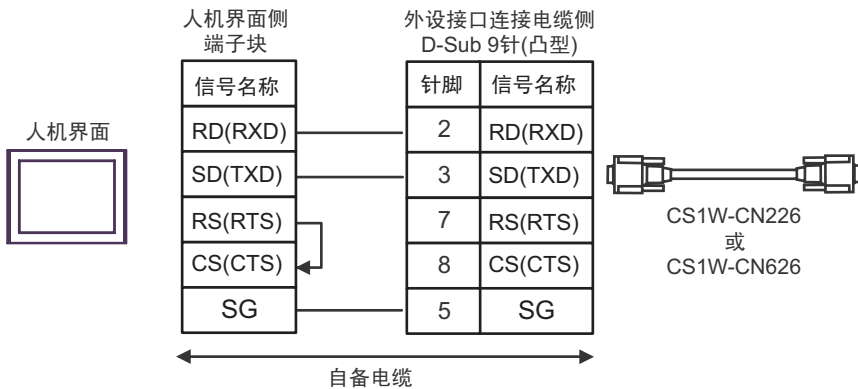 人机界面侧
端子块
外设接口连接电缆侧
D-Sub 9针(凸型)
人机界面
信号名称
针脚 信号名称
RD(RXD) 2 RD(RXD)
SD(TXD) 3 SD(TXD)
RS(RTS) 7 RS(RTS)
CS(CTS) 8 CS(CTS)
SG 5 SG
CS1W-CN226
或
CS1W-CN626
自备电缆